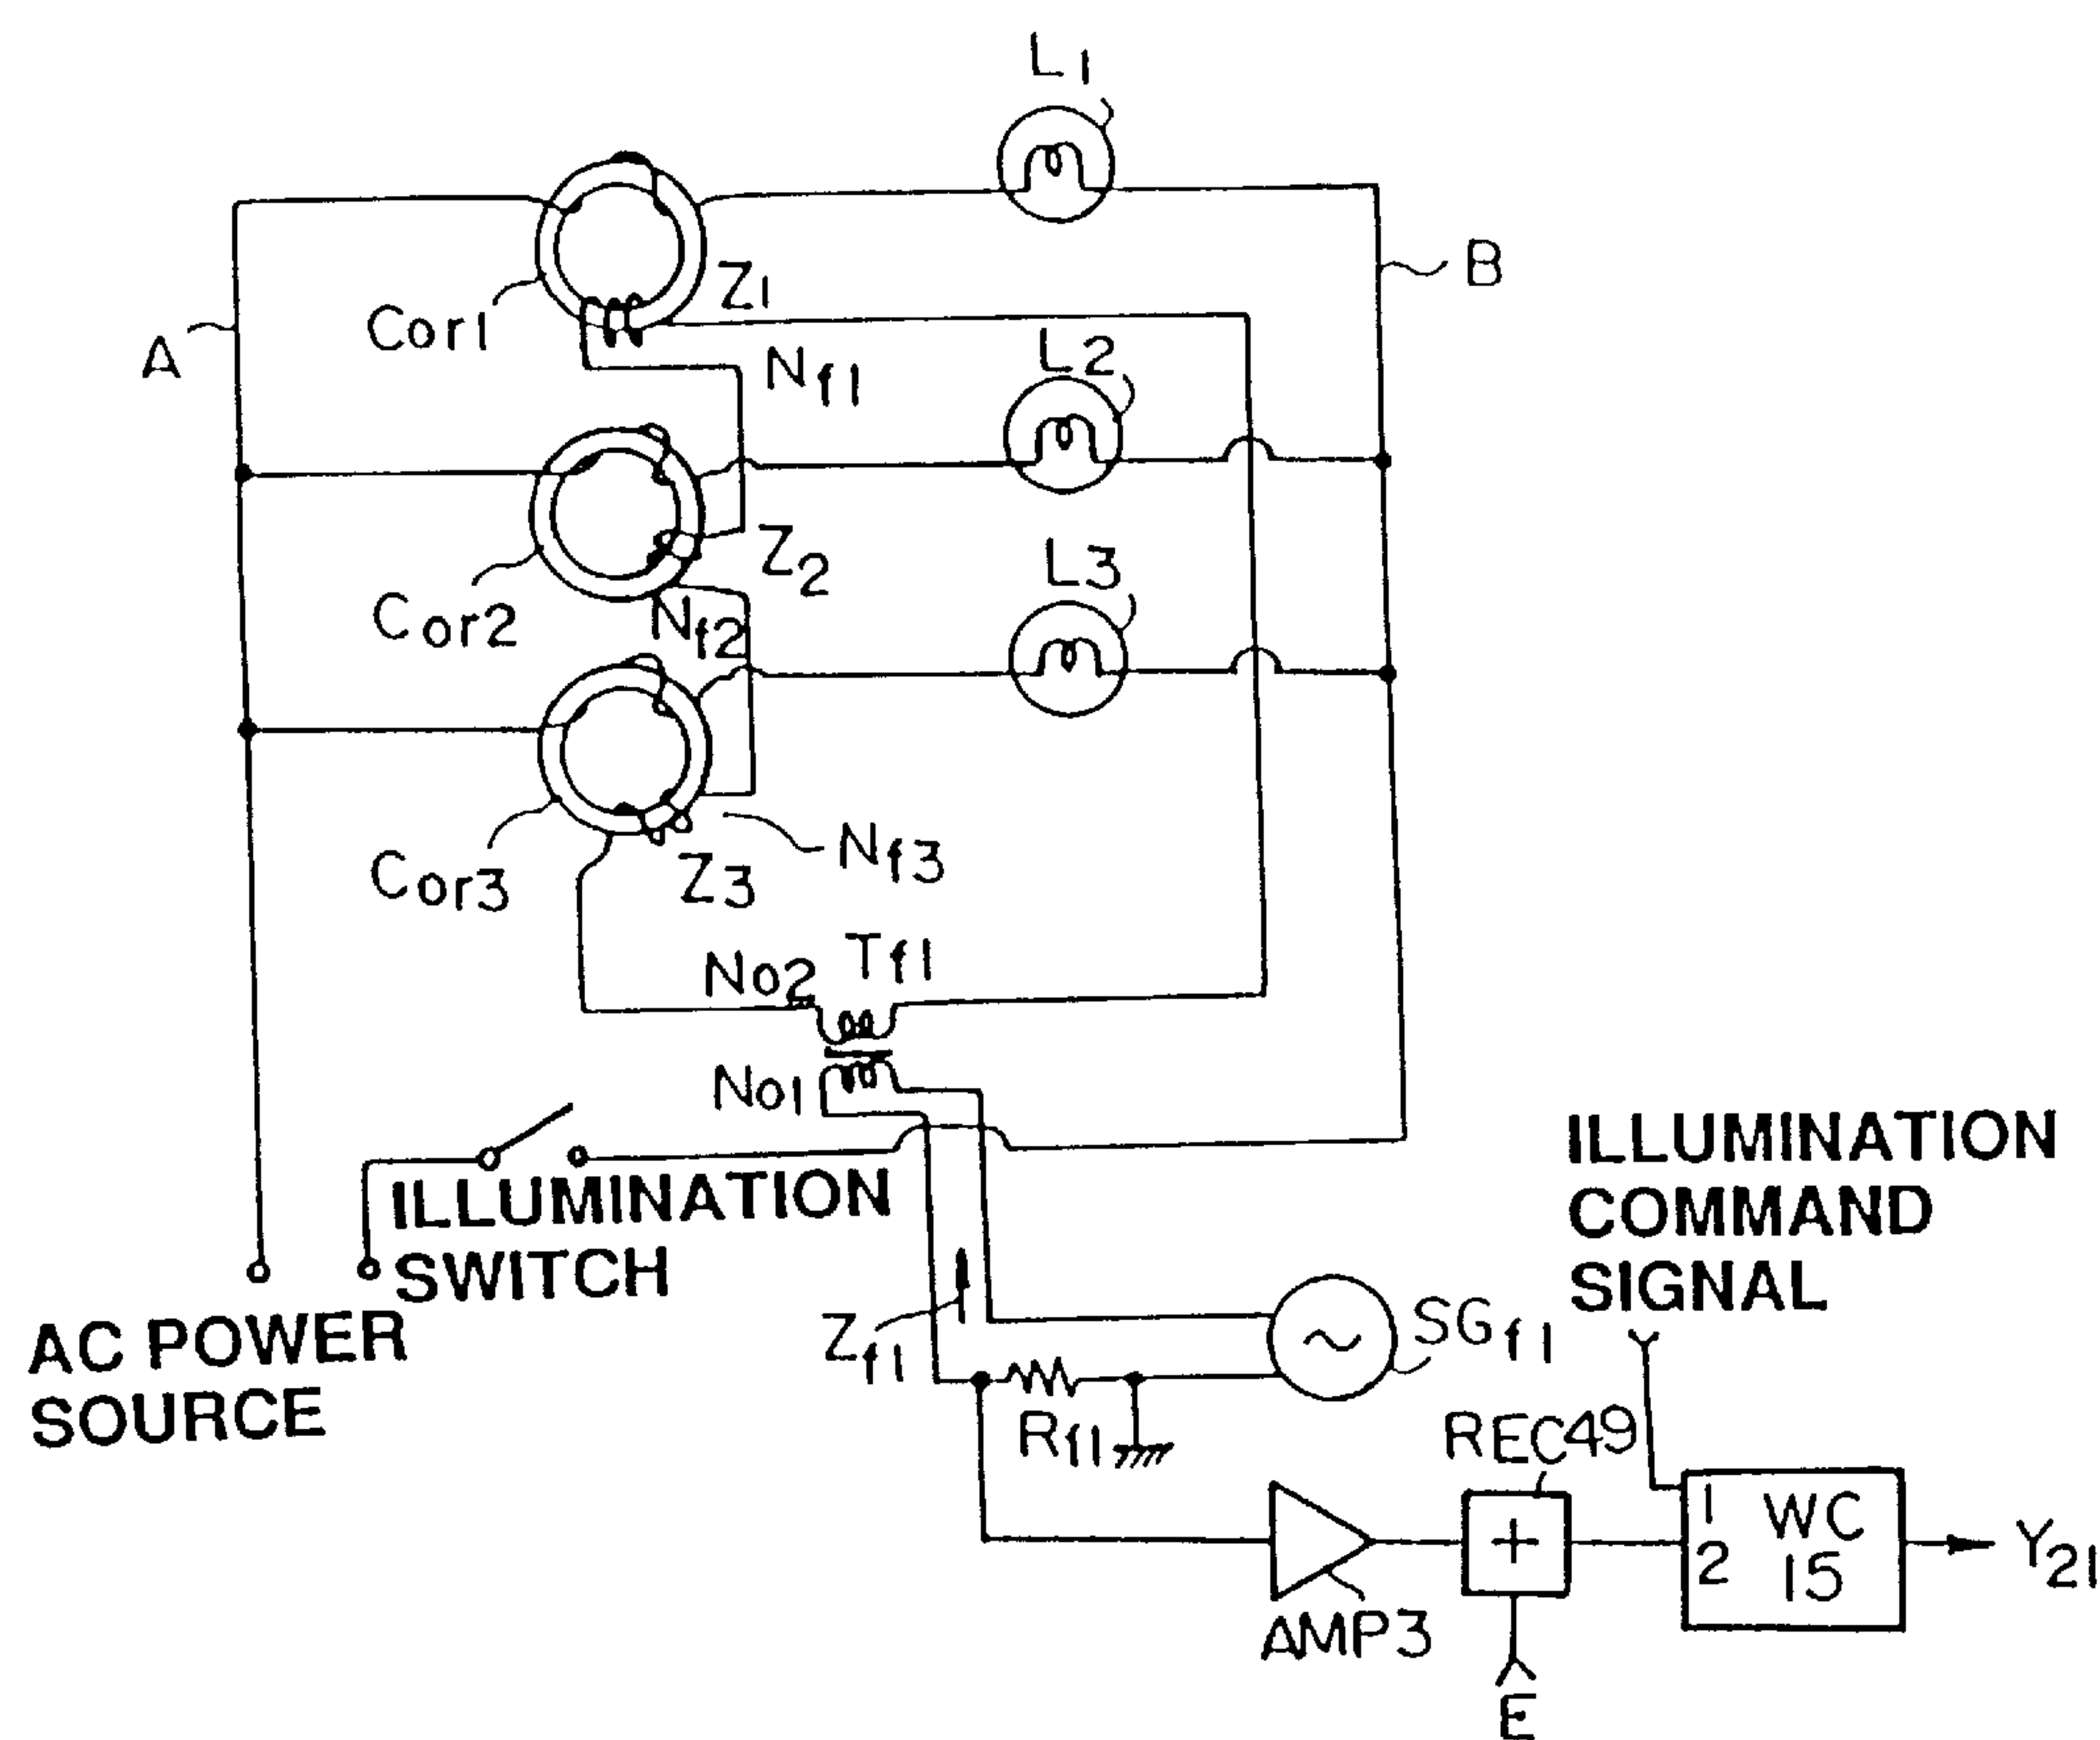 L1
B
Z1
Cor1
A
Nf1
L2
Z2
L3
Cor2
Nf2
Nf3
Cor3
Z3
Tf1
No2
No1
ILLUMINATION
SWITCH
ILLUMINATION
COMMAND
SIGNAL
AC POWER
SOURCE
Zf1
SGf1
Rf1
REC49
1
2
WC
15
Y21
AMP3
E